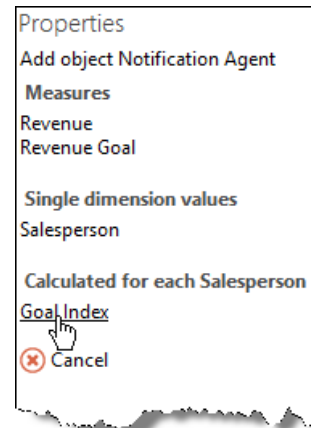 Properties
Add object Notification Agent
Measures
Revenue
Revenue Goal
Single dimension values
Salesperson
Calculated for each Salesperson
Goal Index
Cancel